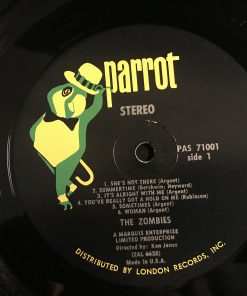 parrot
STEREO
PAS 71001
side 1
1. SHE'S NOT THERE (Argent)
2. SUMMERTIME (Gershwin; Heyward)
3. IT'S ALRIGHT WITH ME (Argent)
4. YOU'VE REALLY GOT A HOLD ON ME (Robinson)
5. SOMETIMES (Argent)
6. WOMAN (Argent)
THE ZOMBIES
A MARQUIS ENTERPRISE
LIMITED PRODUCTION
Directed by: Ken Jones
(ZAL 6633)
Made in U.S.A.
DISTRIBUTED BY LONDON RECORDS, INC.